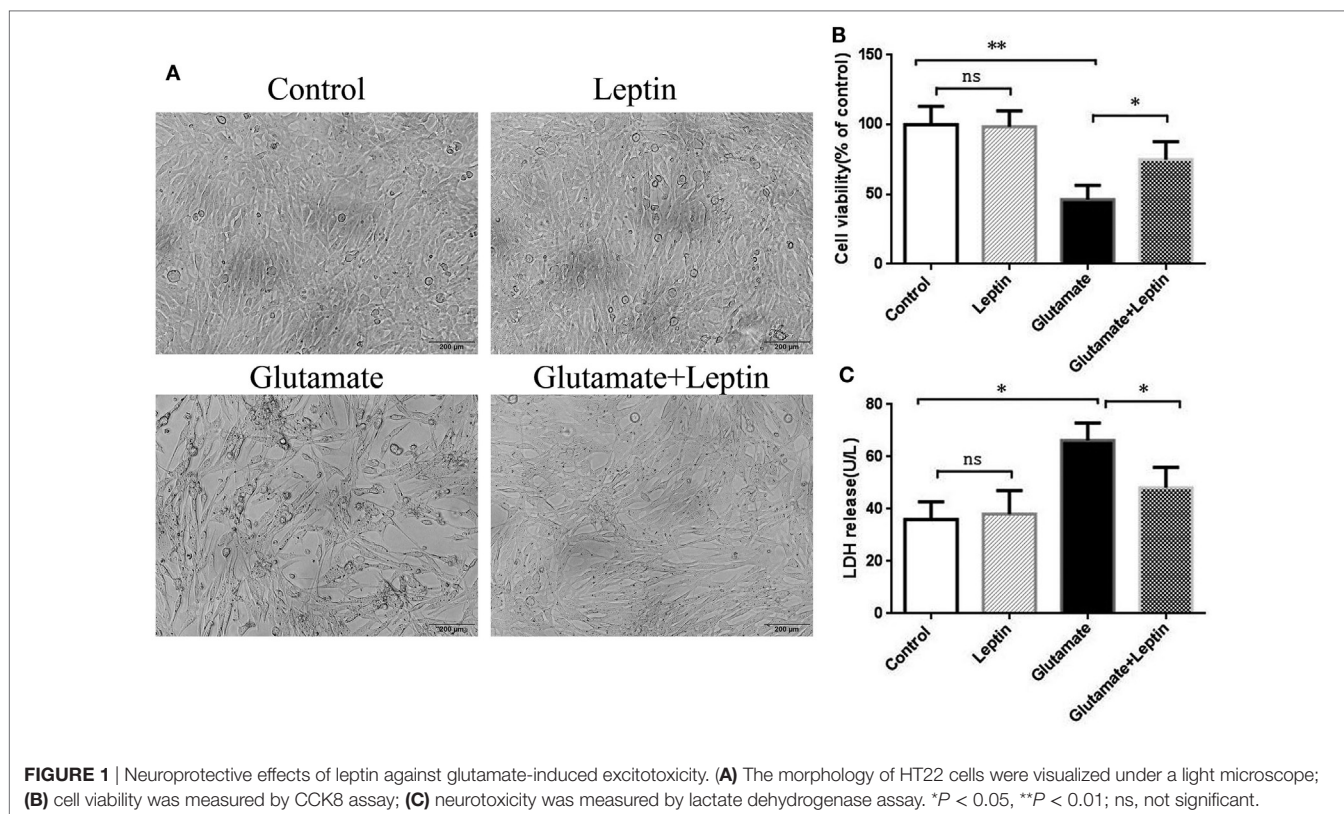 A
Control
Leptin
200 µm
200 µm
Glutamate
Glutamate+Leptin
200 µm
200 µm
B
**
ns
*
150
100
50
0
Cell viability(% of control)
Control
Leptin
Glutamate
Glutamate+Leptin
C
*
*
ns
80
60
40
20
0
LDH release(U/L)
Control
Leptin
Glutamate
Glutamate+Leptin
FIGURE 1 | Neuroprotective effects of leptin against glutamate-induced excitotoxicity. (A) The morphology of HT22 cells were visualized under a light microscope;
(B) cell viability was measured by CCK8 assay; (C) neurotoxicity was measured by lactate dehydrogenase assay. *P < 0.05, **P < 0.01; ns, not significant.